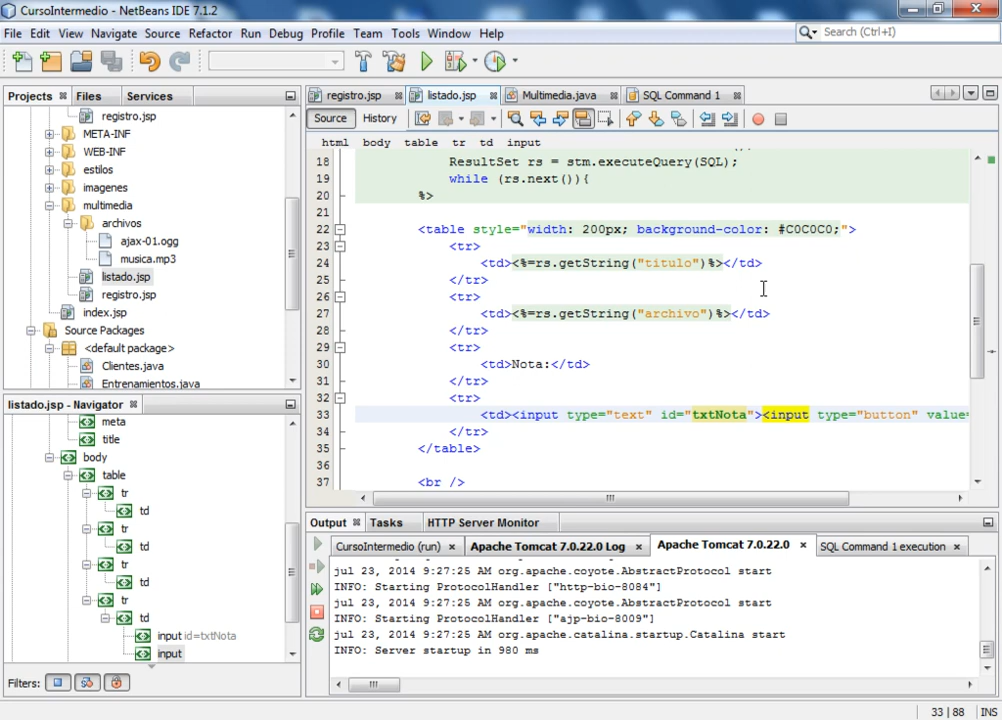 CursoIntermedio - NetBeans IDE 7.1.2
File Edit View Navigate Source Refactor Run Debug Profile Team Tools Window Help
Search (Ctrl+I)
Projects Files Services
registro.jsp
META-INF
WEB-INF
estilos
imagenes
multimedia
archivos
ajax-01.ogg
musica.mp3
listado.jsp
registro.jsp
index.jsp
Source Packages
<default package>
Clientes.java
Entrenamientos.java
listado.jsp - Navigator
meta
title
body
table
tr
td
tr
td
tr
td
tr
td
input id=txtNota
input
Filters:
registro.jsp listado.jsp Multimedia.java SQL Command 1
Source History
html body table tr td input
18 ResultSet rs = stm.executeQuery(SQL);
19 while (rs.next()){
20 %>
21
22 <table style="width: 200px; background-color: #C0C0C0;">
23 <tr>
24 <td><%=rs.getString("titulo")%></td>
25 </tr>
26 <tr>
27 <td><%=rs.getString("archivo")%></td>
28 </tr>
29 <tr>
30 <td>Nota:</td>
31 </tr>
32 <tr>
33 <td><input type="text" id="txtNota"><input type="button" value=
34 </tr>
35 </table>
36
37 <br />
Output Tasks HTTP Server Monitor
CursoIntermedio (run) Apache Tomcat 7.0.22.0 Log Apache Tomcat 7.0.22.0 SQL Command 1 execution
jul 23, 2014 9:27:25 AM org.apache.coyote.AbstractProtocol start
INFO: Starting ProtocolHandler ["http-bio-8084"]
jul 23, 2014 9:27:25 AM org.apache.coyote.AbstractProtocol start
INFO: Starting ProtocolHandler ["ajp-bio-8009"]
jul 23, 2014 9:27:25 AM org.apache.catalina.startup.Catalina start
INFO: Server startup in 980 ms
33 | 88 INS